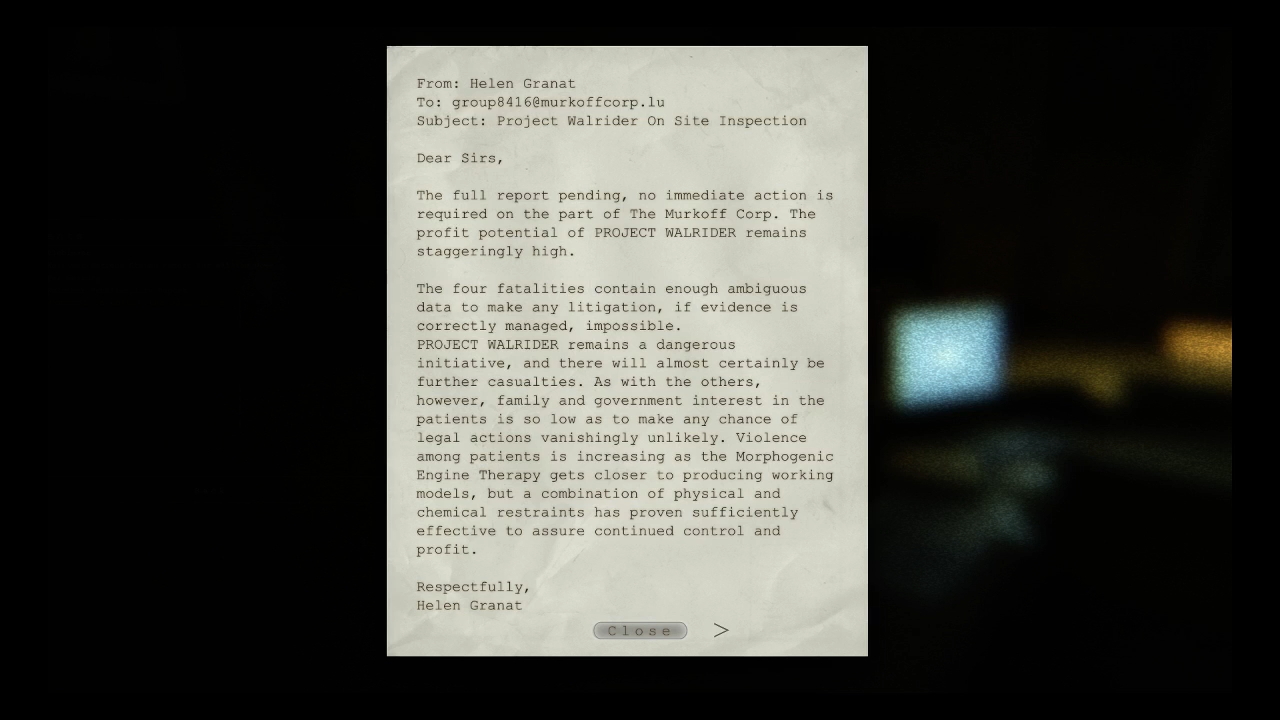 From: Helen Granat
To: group8416@murkoffcorp.lu
Subject: Project Walrider On Site Inspection
Dear Sirs,
The full report pending, no immediate action is
required on the part of The Murkoff Corp. The
profit potential of PROJECT WALRIDER remains
staggeringly high.
The four fatalities contain enough ambiguous
data to make any litigation, if evidence is
correctly managed, impossible.
PROJECT WALRIDER remains a dangerous
initiative, and there will almost certainly be
further casualties. As with the others,
however, family and government interest in the
patients is so low as to make any chance of
legal actions vanishingly unlikely. Violence
among patients is increasing as the Morphogenic
Engine Therapy gets closer to producing working
models, but a combination of physical and
chemical restraints has proven sufficiently
effective to assure continued control and
profit.
Respectfully,
Helen Granat
Close >